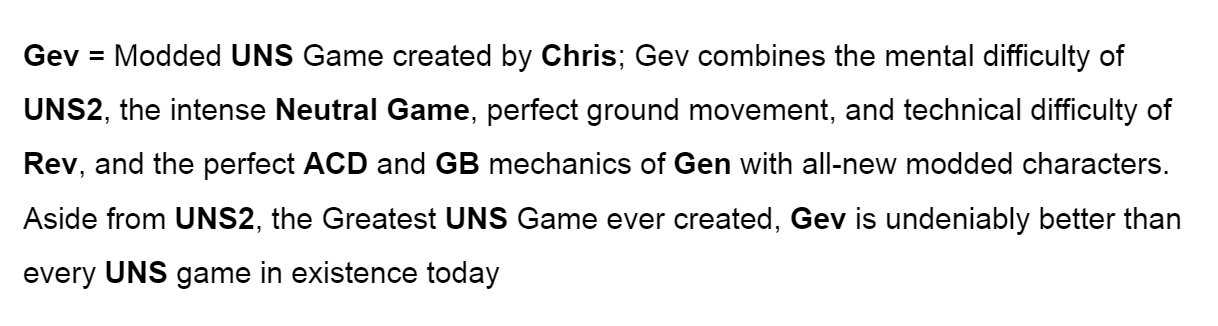 Gev = Modded UNS Game created by Chris; Gev combines the mental difficulty of
UNS2, the intense Neutral Game, perfect ground movement, and technical difficulty of
Rev, and the perfect ACD and GB mechanics of Gen with all-new modded characters.
Aside from UNS2, the Greatest UNS Game ever created, Gev is undeniably better than
every UNS game in existence today